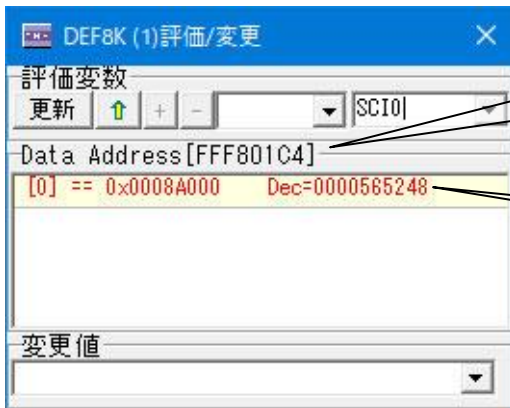 DEF8K (1)評価/変更
評価変数
更新 + - SCI0
Data Address[FFF801C4]
[0] == 0x0008A000 Dec=0000565248
変更値